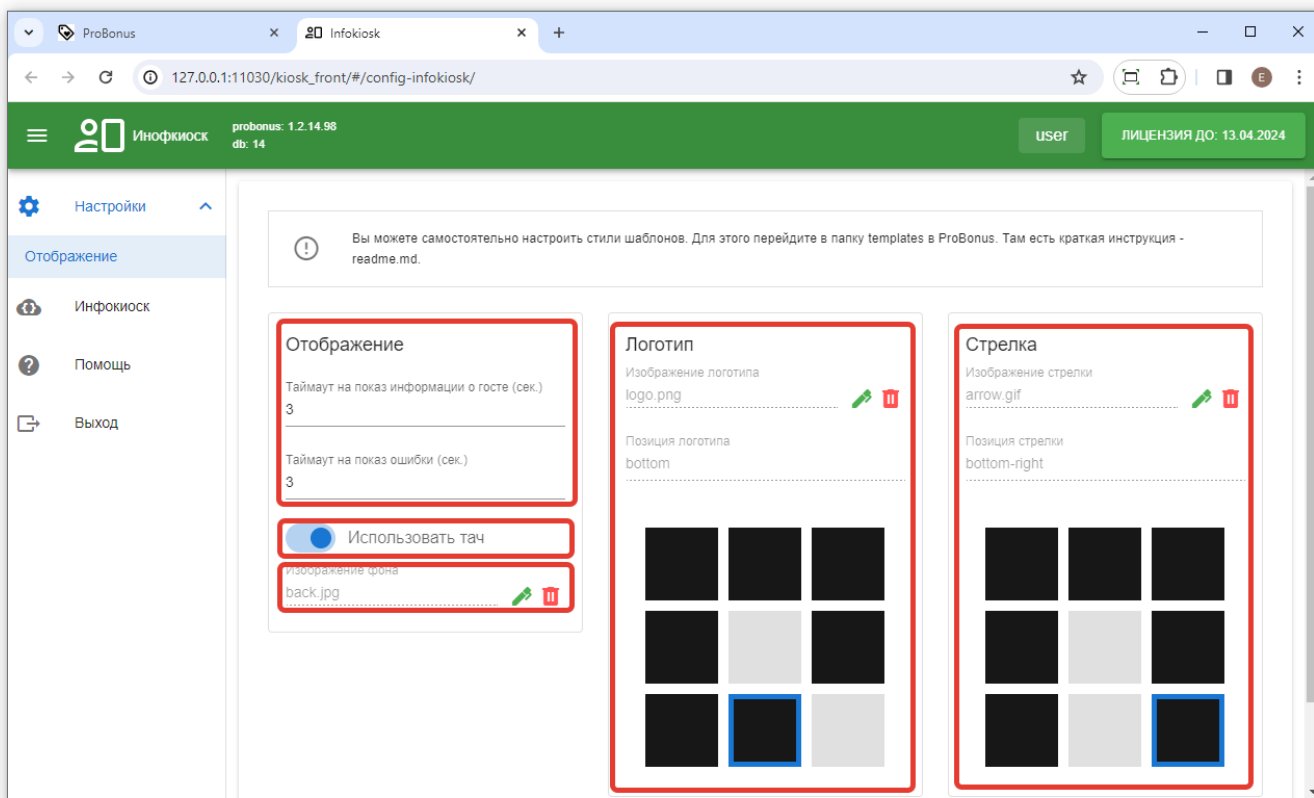 ProBonus
Infokiosk
127.0.0.1:11030/kiosk_front/#/config-infokiosk/
E
Инофкиоск
probonus: 1.2.14.98
db: 14
user
ЛИЦЕНЗИЯ ДО: 13.04.2024
Настройки
Отображение
Инфокиоск
Помощь
Выход
Вы можете самостоятельно настроить стили шаблонов. Для этого перейдите в папку templates в ProBonus. Там есть краткая инструкция -
readme.md.
Отображение
Таймаут на показ информации о госте (сек.)
3
Таймаут на показ ошибки (сек.)
3
Использовать тач
Изображение фона
back.jpg
Логотип
Изображение логотипа
logo.png
Позиция логотипа
bottom
Стрелка
Изображение стрелки
arrow.gif
Позиция стрелки
bottom-right